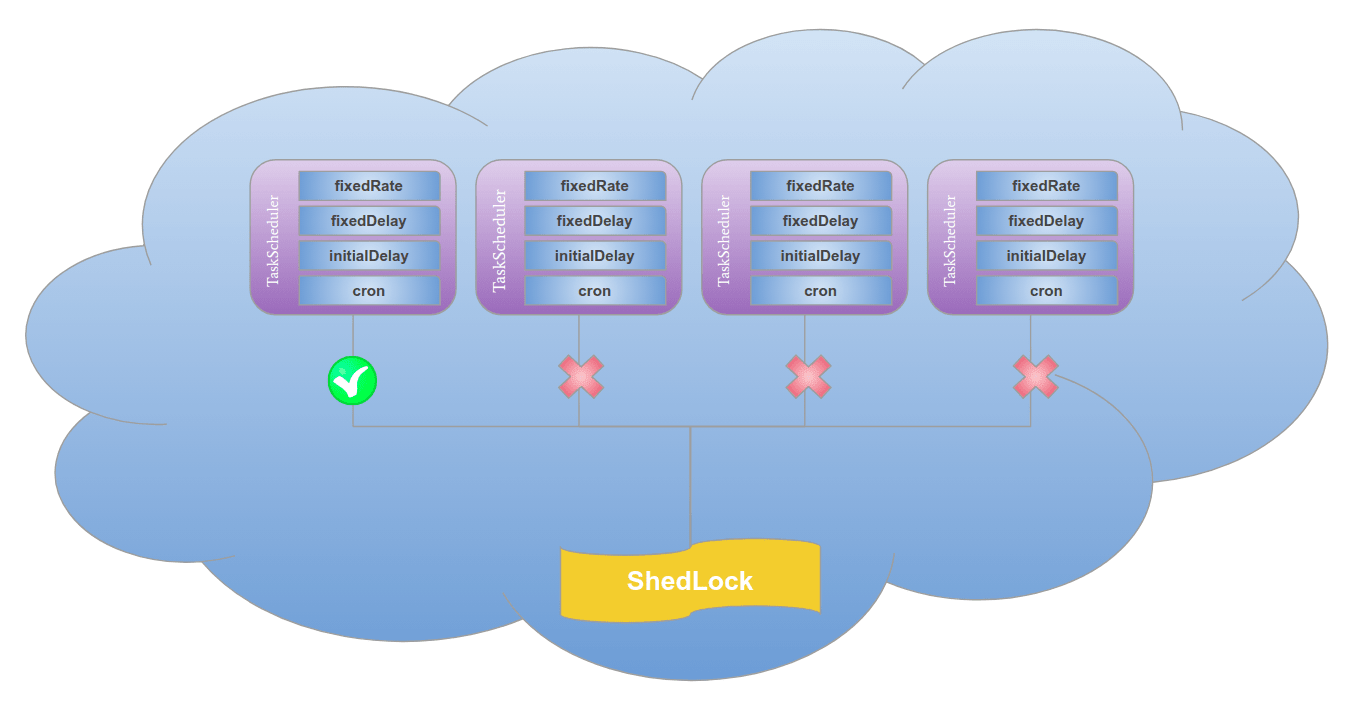 TaskScheduler
fixedRate
fixedDelay
initialDelay
cron
TaskScheduler
fixedRate
fixedDelay
initialDelay
cron
TaskScheduler
fixedRate
fixedDelay
initialDelay
cron
TaskScheduler
fixedRate
fixedDelay
initialDelay
cron
ShedLock